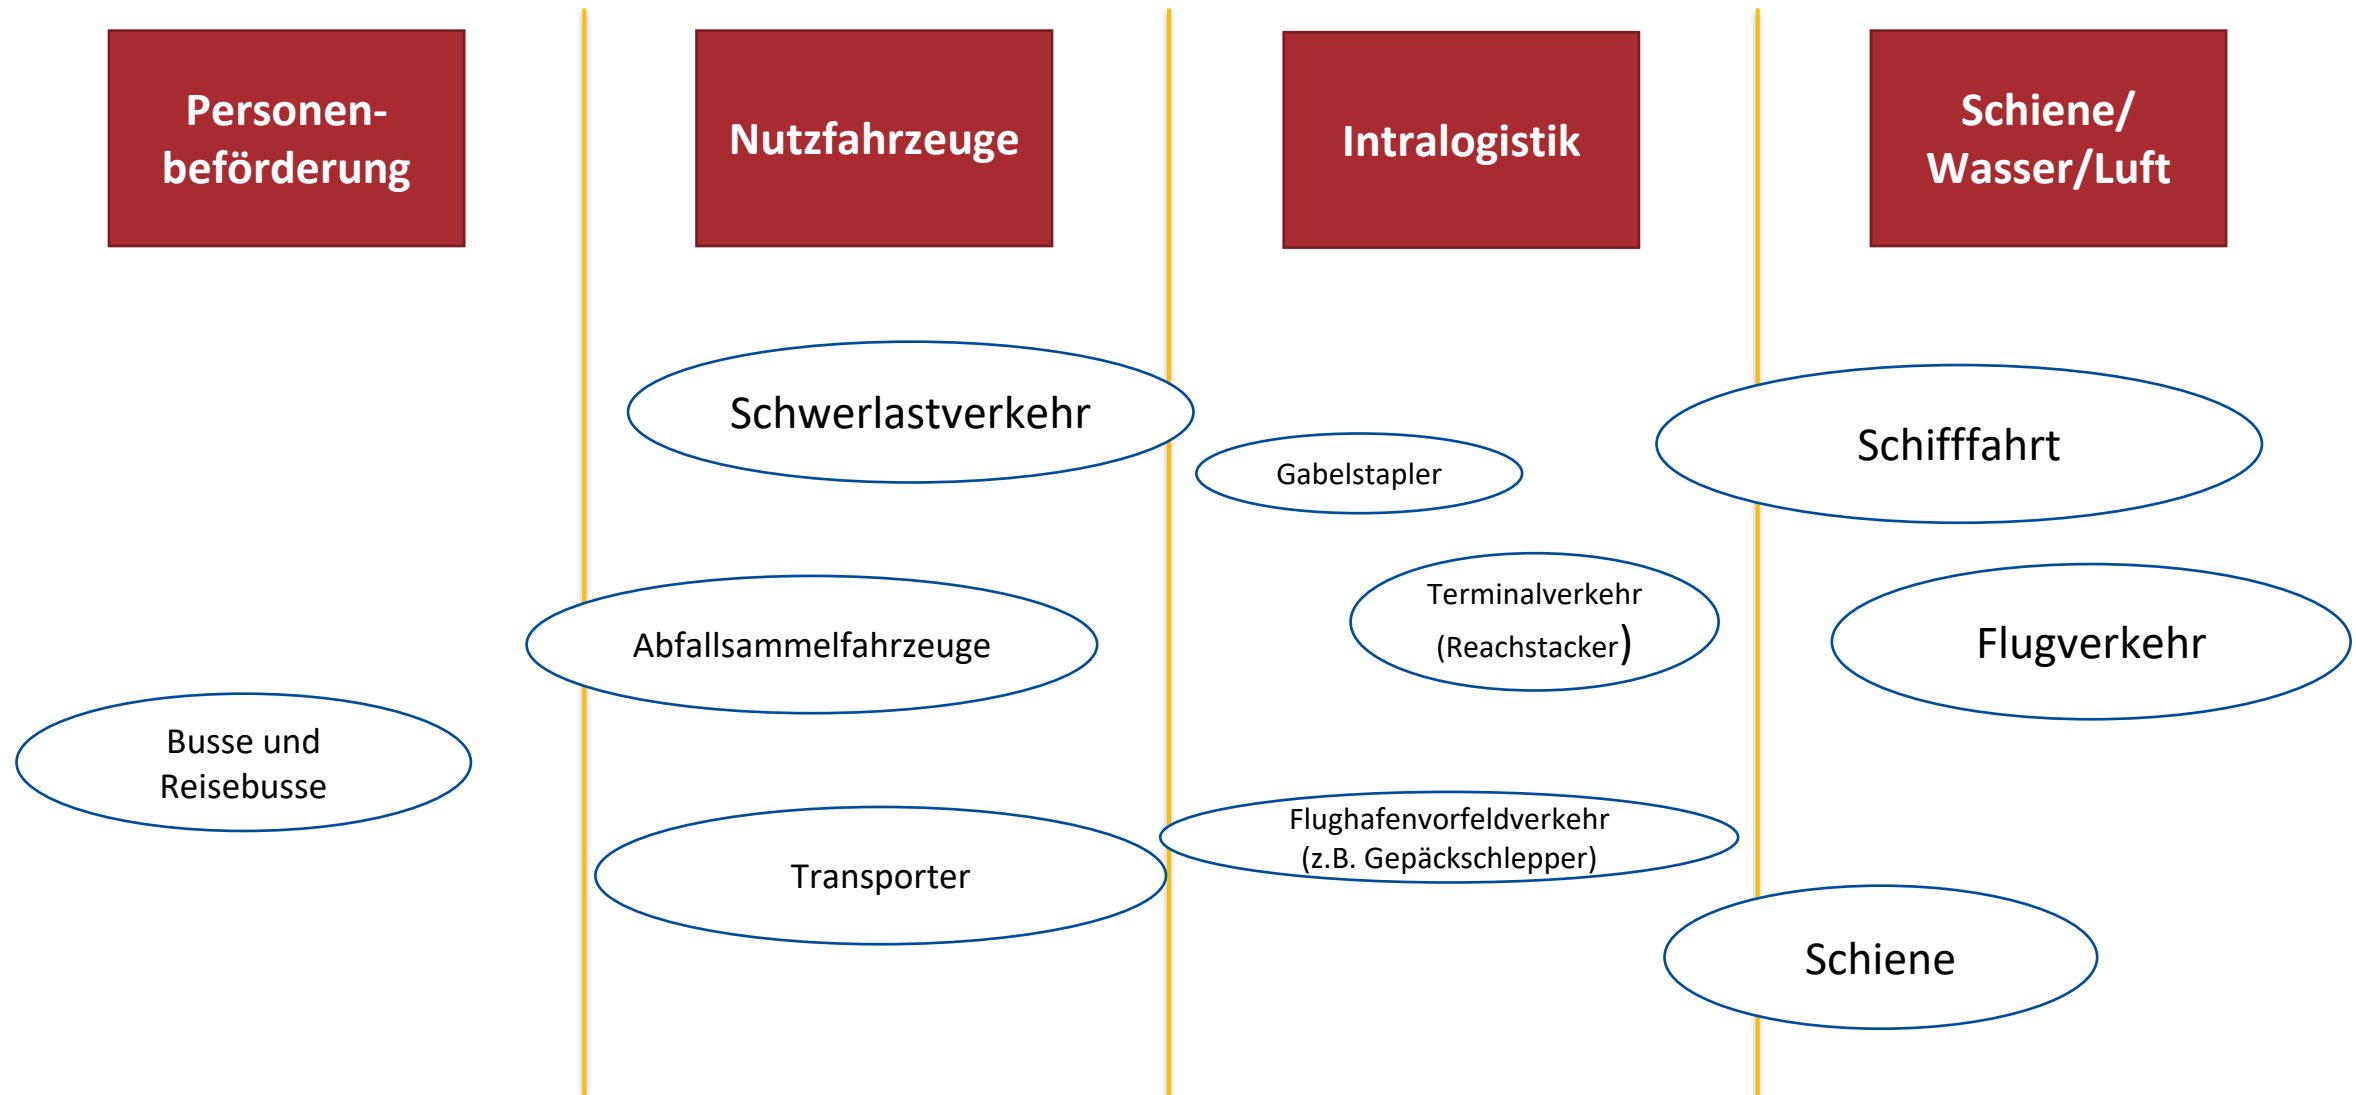 Personen-
beförderung
Nutzfahrzeuge
Intralogistik
Schiene/
Wasser/Luft
Schwerlastverkehr
Schifffahrt
Gabelstapler
Terminalverkehr
(Reachstacker)
Abfallsammelfahrzeuge
Flugverkehr
Busse und
Reisebusse
Flughafenvorfeldverkehr
(z.B. Gepäckschlepper)
Transporter
Schiene